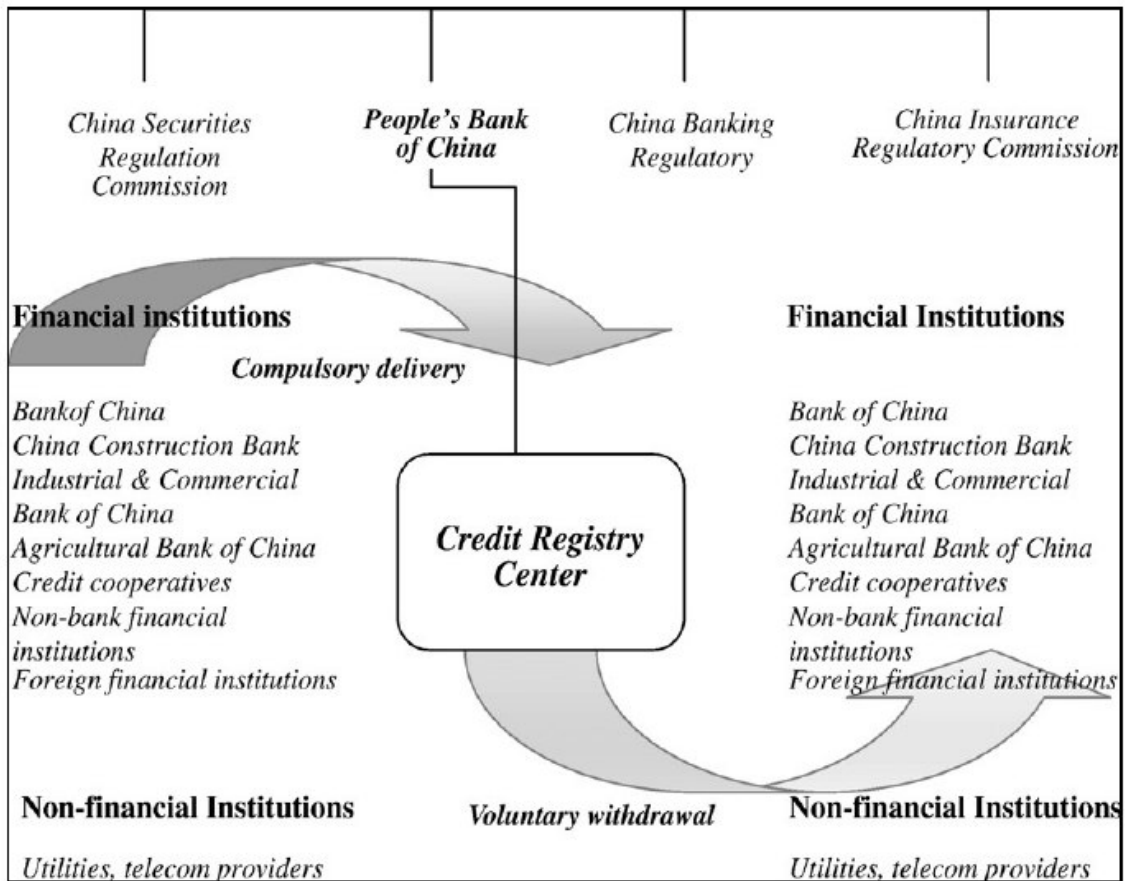 China Securities
Regulation
Commission
People's Bank
of China
China Banking
Regulatory
China Insurance
Regulatory Commission
Financial institutions
Compulsory delivery
Bankof China
China Construction Bank
Industrial & Commercial
Bank of China
Agricultural Bank of China
Credit cooperatives
Non-bank financial
institutions
Foreign financial institutions
Non-financial Institutions
Utilities, telecom providers
Credit Registry
Center
Voluntary withdrawal
Financial Institutions
Bank of China
China Construction Bank
Industrial & Commercial
Bank of China
Agricultural Bank of China
Credit cooperatives
Non-bank financial
institutions
Foreign financial institutions
Non-financial Institutions
Utilities, telecom providers